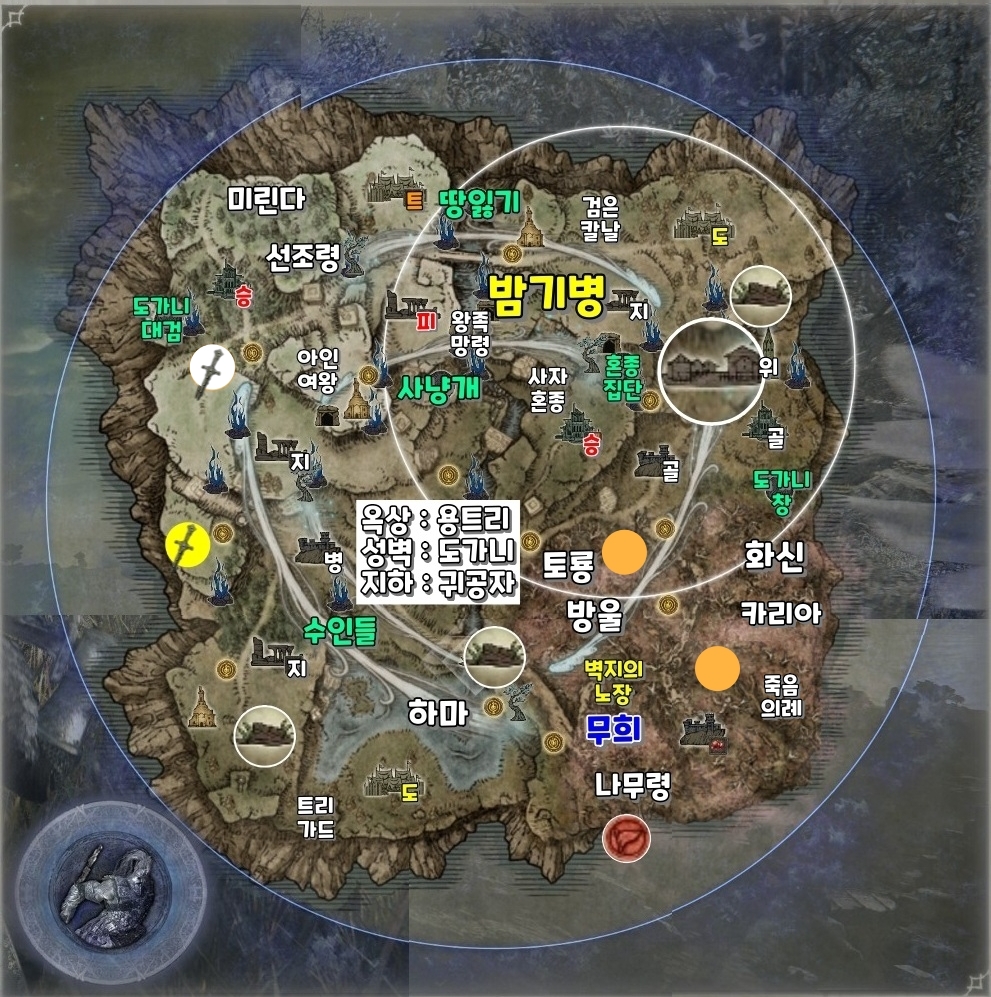 미린다
트
땅잃기
검은
칼날
도
선조령
승
도가니
대검
밤기병
피
지
왕족
망령
아인
여왕
사냥개
사자
혼종
혼종
집단
위
승
골
골
지
도가니
창
옥상 : 용트리
성벽 : 도가니
지하 : 귀공자
병
토룡
화신
방울
카리아
수인들
지
벽지의
노장
죽음
의례
하마
무희
나무령
도
트리
가드